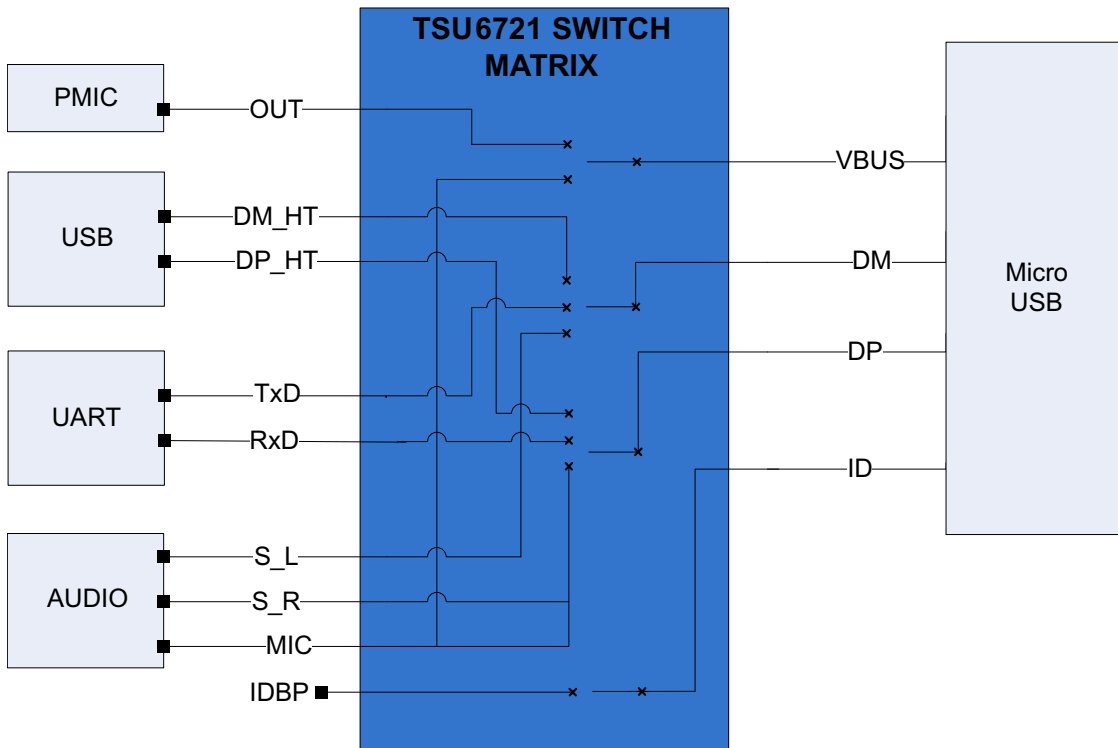 TSU6721 SWITCH
MATRIX
PMIC
OUT
VBUS
USB
DM_HT
DP_HT
DM
Micro
USB
DP
UART
TxD
RxD
ID
AUDIO
S_L
S_R
MIC
IDBP